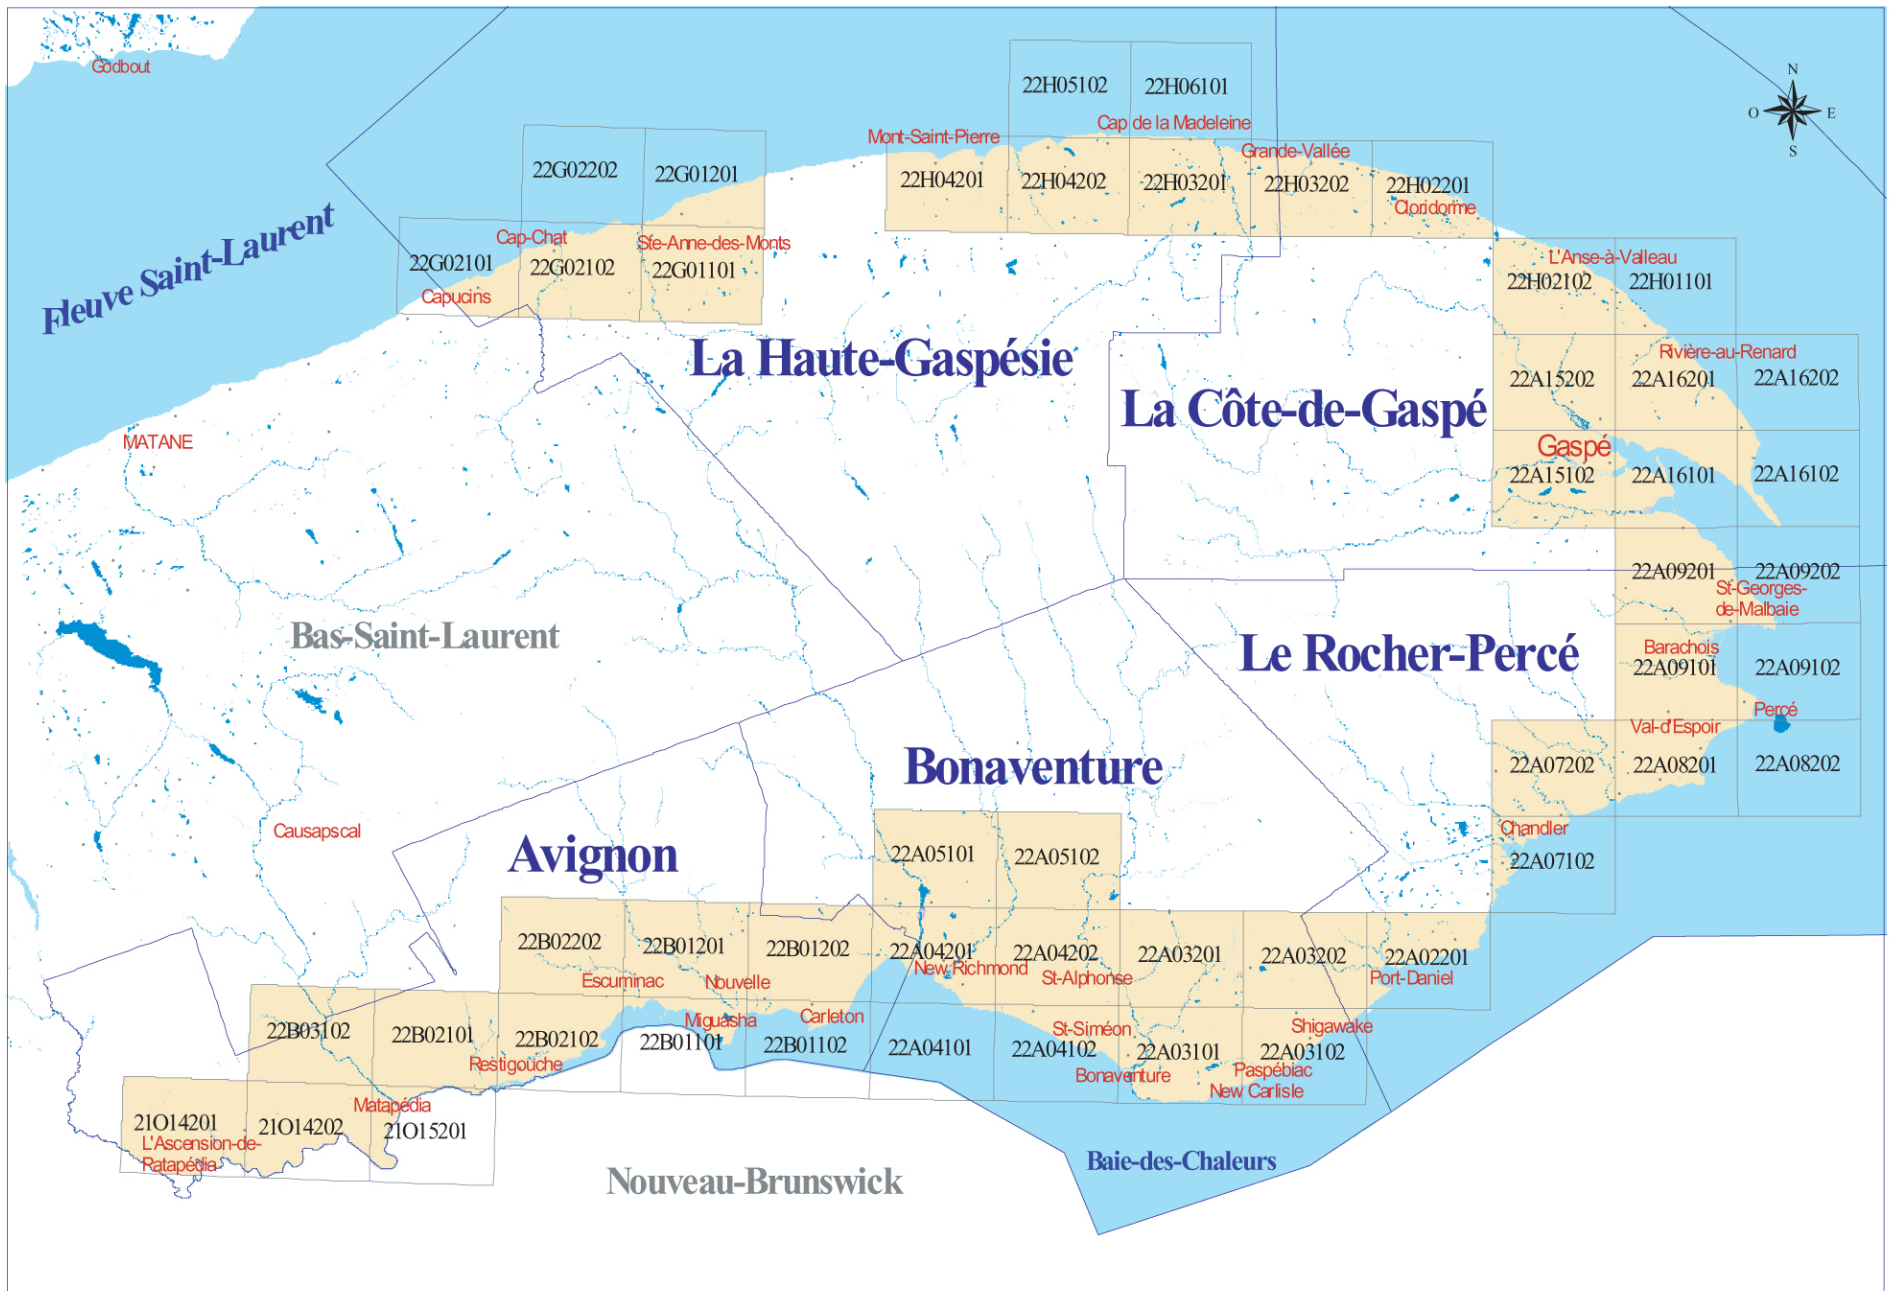 Godbout
N
O
E
S
22H05102
22H06101
Mont-Saint-Pierre
Cap de la Madeleine
Grande-Vallée
22G02202
22G01201
22H04201
22H04202
22H03201
22H03202
22H02201
Cloridorme
Fleuve Saint-Laurent
Cap-Chat
Ste-Anne-des-Monts
22G02101
22G02102
22G01101
Capucins
L'Anse-à-Valleau
22H02102
22H01101
La Haute-Gaspésie
Rivière-au-Renard
22A15202
22A16201
22A16202
La Côte-de-Gaspé
MATANE
Gaspé
22A15102
22A16101
22A16102
22A09201
22A09202
St-Georges-
de-Malbaie
Bas-Saint-Laurent
Le Rocher-Percé
Barachois
22A09101
22A09102
Percé
Val-d'Espoir
22A07202
22A08201
22A08202
Bonaventure
Causapscal
Avignon
22A05101
22A05102
Chandler
22A07102
22B02202
22B01201
22B01202
22A04201
22A04202
22A03201
22A03202
22A02201
Escuminac
Nouvelle
New Richmond
St-Alphonse
Port-Daniel
22B03102
22B02101
22B02102
Miguasha
Carleton
22B01101
22B01102
22A04101
St-Siméon
22A04102
22A03101
Shigawake
22A03102
Restigouche
Bonaventure
Paspébiac
New Carlisle
Matapédia
21O14201
21O14202
21O15201
L'Ascension-de-
Patapédia
Nouveau-Brunswick
Baie-des-Chaleurs